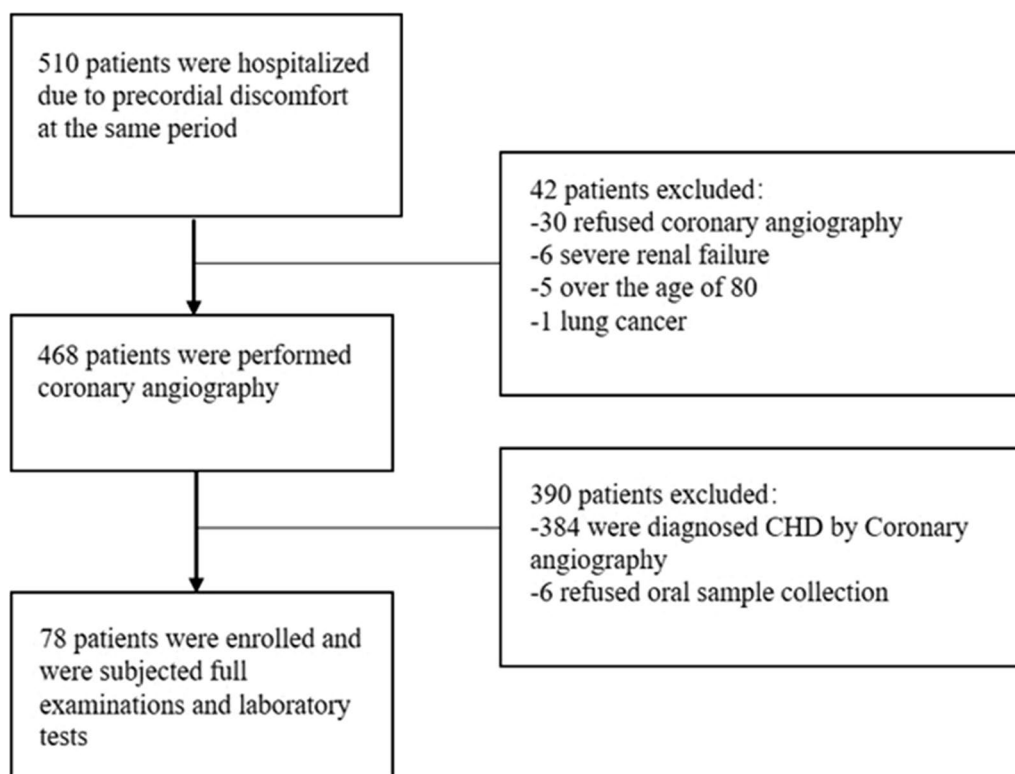 510 patients were hospitalized
due to precordial discomfort
at the same period
42 patients excluded:
-30 refused coronary angiography
-6 severe renal failure
-5 over the age of 80
-1 lung cancer
468 patients were performed
coronary angiography
390 patients excluded:
-384 were diagnosed CHD by Coronary
angiography
-6 refused oral sample collection
78 patients were enrolled and
were subjected full
examinations and laboratory
tests